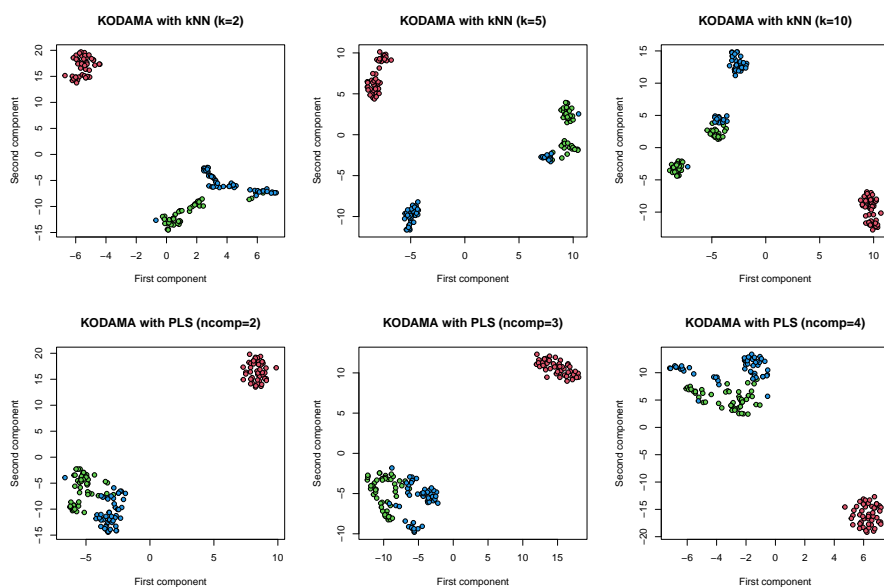 KODAMA with kNN (k=2)
KODAMA with kNN (k=5)
KODAMA with kNN (k=10)
20
15
10
5
0
−5
−10
−15
Second component
−6 −4 −2 0 2 4 6
First component
10
5
0
−5
−10
Second component
−5 0 5 10
First component
15
10
5
0
−5
−10
Second component
−5 0 5 10
First component
KODAMA with PLS (ncomp=2)
KODAMA with PLS (ncomp=3)
KODAMA with PLS (ncomp=4)
20
15
10
5
0
−5
−10
−15
Second component
−5 0 5 10
First component
10
5
0
−5
−10
Second component
−10 −5 0 5 10 15
First component
10
5
0
−5
−10
−15
−20
Second component
−6 −4 −2 0 2 4 6
First component